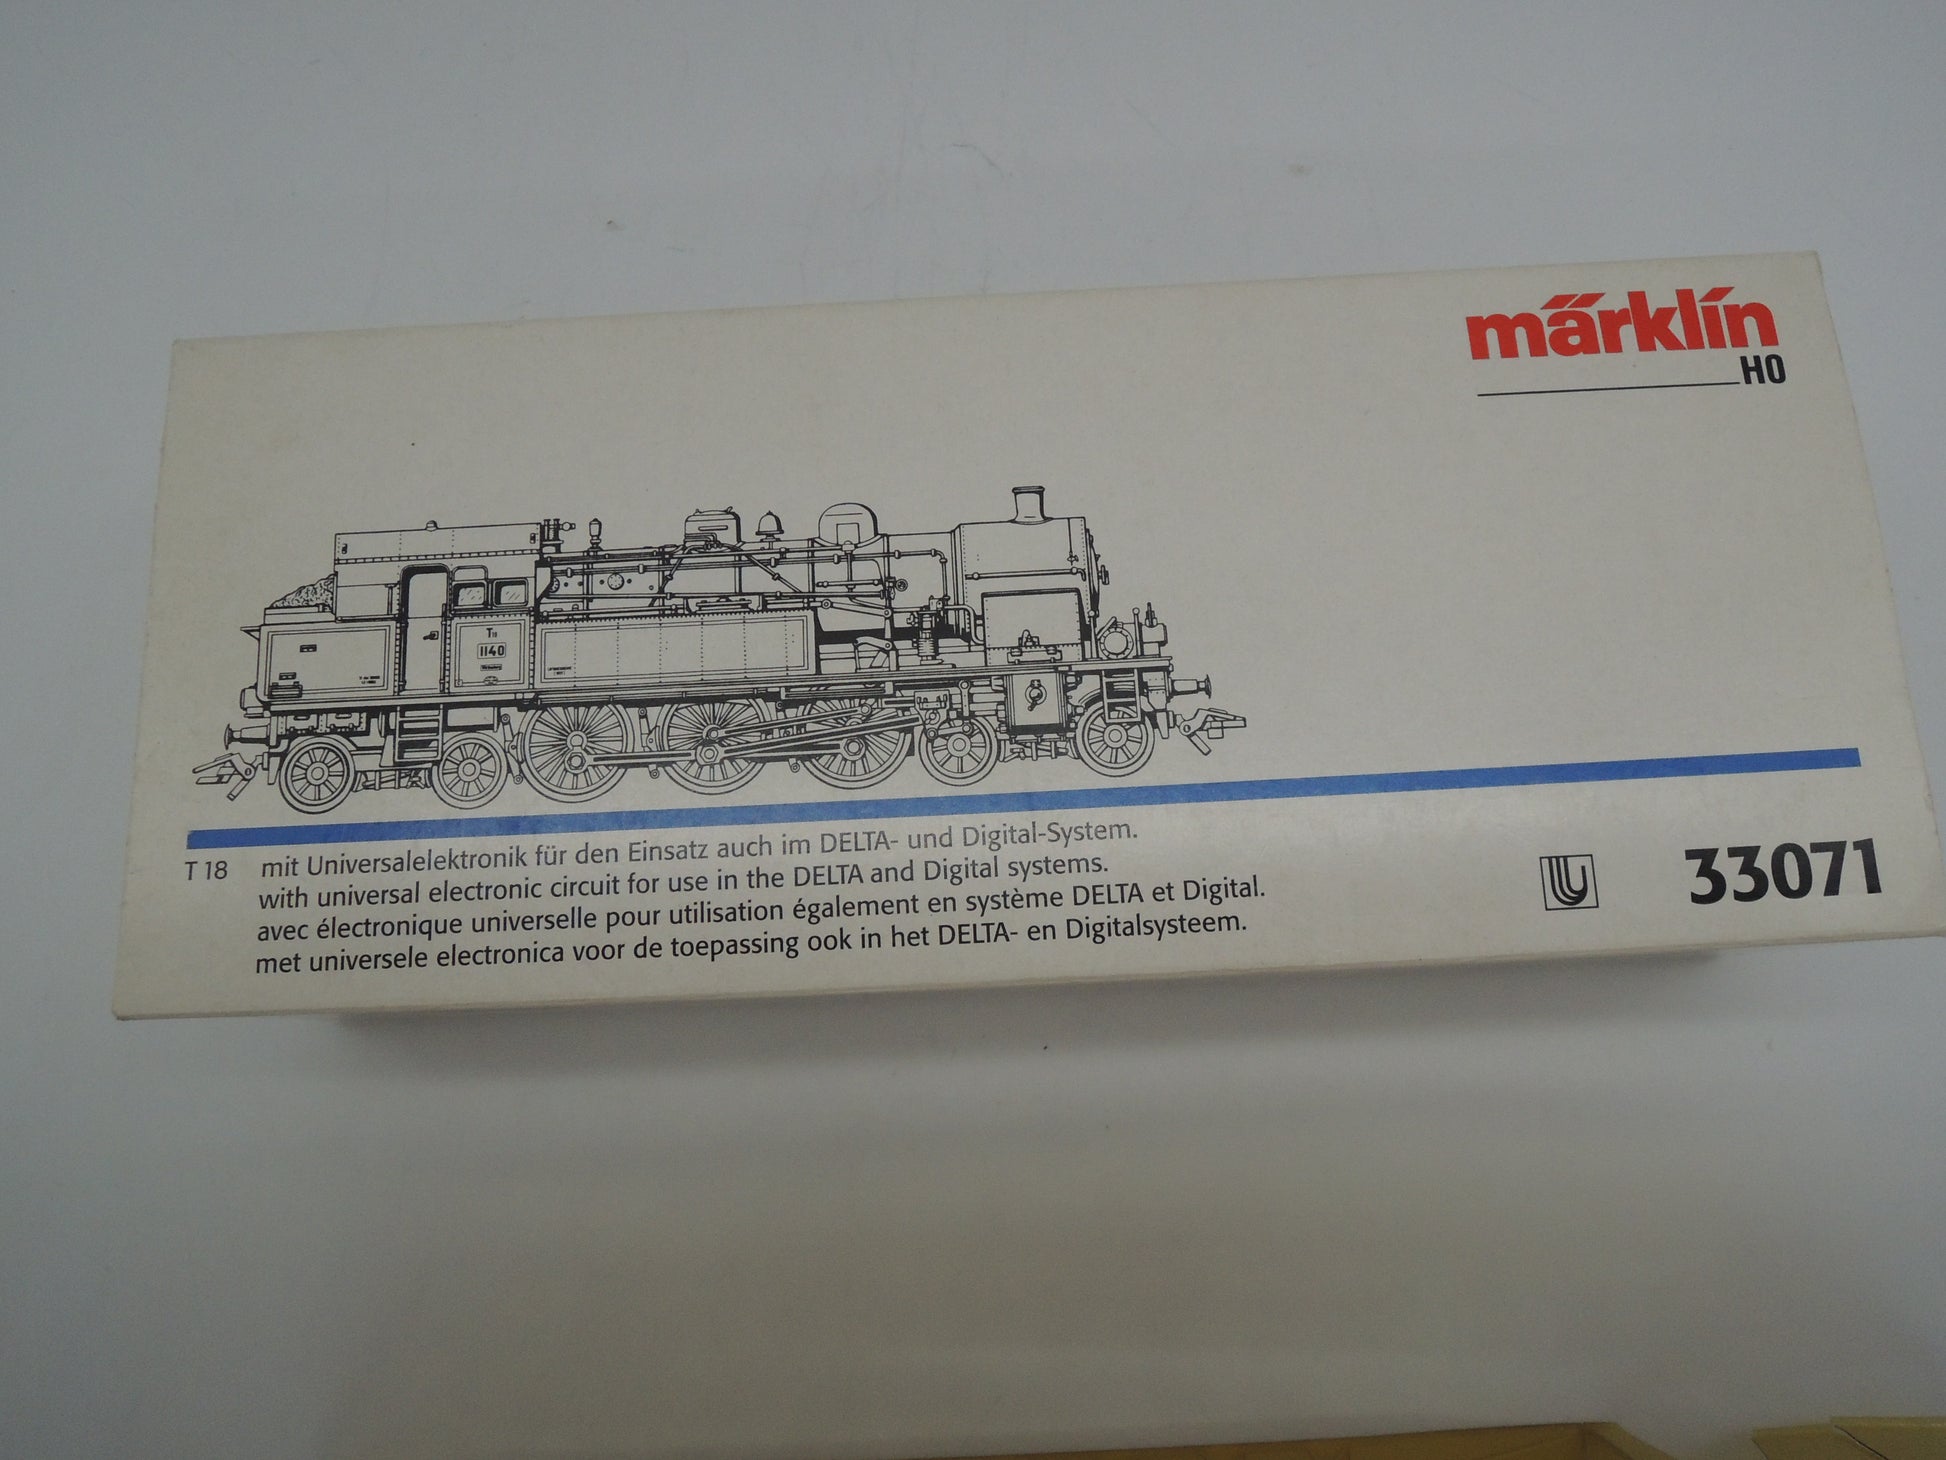 märklin
HO
T 18
1140
T 18 mit Universalelektronik für den Einsatz auch im DELTA- und Digital-System.
with universal electronic circuit for use in the DELTA and Digital systems.
avec électronique universelle pour utilisation également en système DELTA et Digital.
met universele electronica voor de toepassing ook in het DELTA- en Digitalsysteem.
U
33071